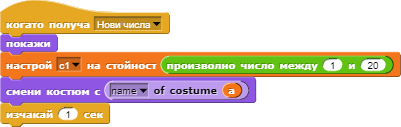 когато получа Нови числа
покажи
настрой c1 на стойност произволно число между 1 и 20
смени костюм с name of costume a
изчакай 1 сек